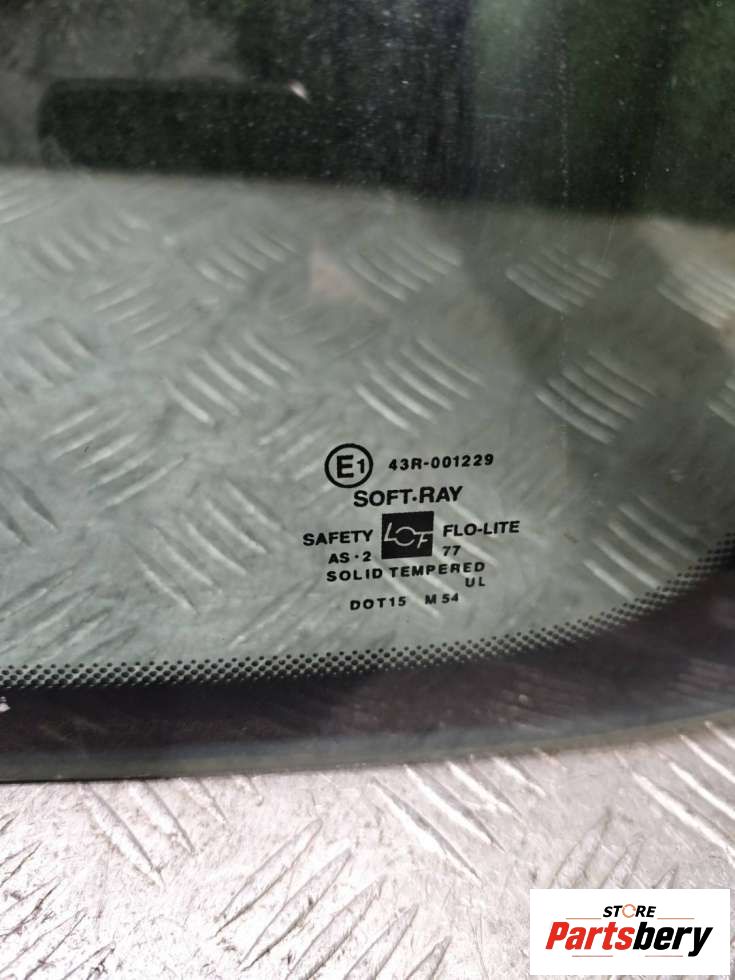 E1 43R-001229
SOFT·RAY
SAFETY LOF FLO-LITE
AS·2 77
SOLID TEMPERED
UL
DOT15 M54
STORE
Partsbery